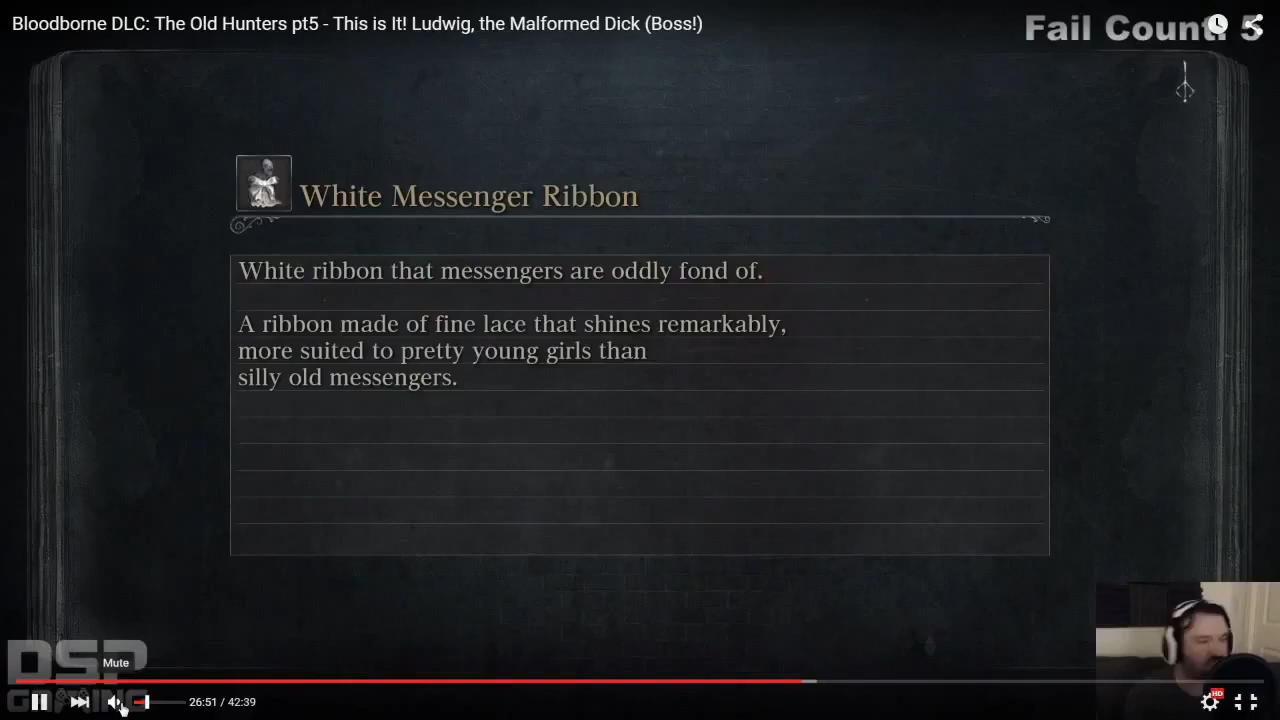 Bloodborne DLC: The Old Hunters pt5 - This is It! Ludwig, the Malformed Dick (Boss!)
Fail Count: 5
White Messenger Ribbon
White ribbon that messengers are oddly fond of.
A ribbon made of fine lace that shines remarkably,
more suited to pretty young girls than
silly old messengers.
DSP
GAMING
Mute
26:51 / 42:39
HD